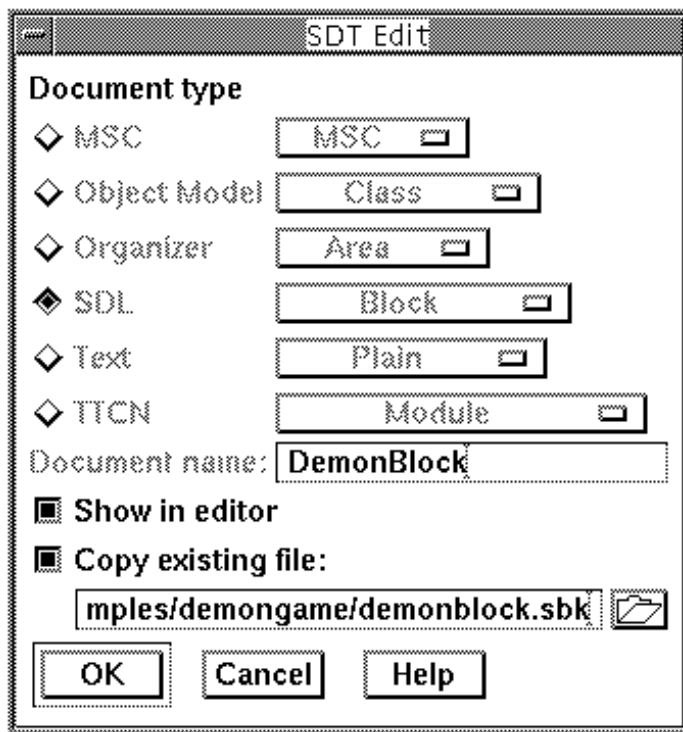 SDT Edit
Document type
MSC MSC
Object Model Class
Organizer Area
SDL Block
Text Plain
TTCN Module
Document name: DemonBlock
Show in editor
Copy existing file:
mples/demongame/demonblock.sbk
OK Cancel Help